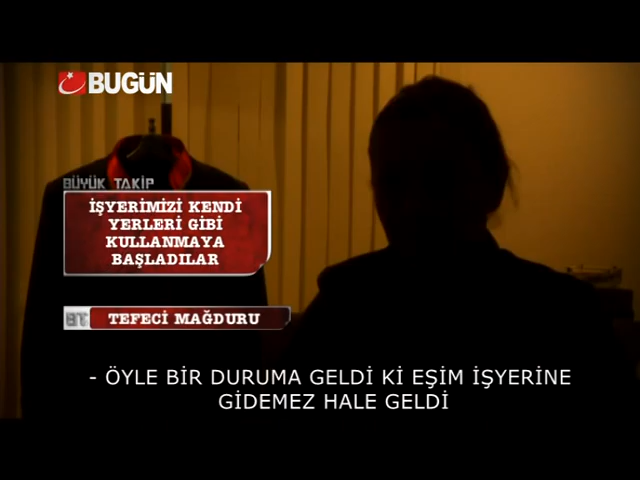 BUGÜN
BÜYÜK TAKİP
İŞYERİMİZİ KENDİ
YERLERİ GİBİ
KULLANMAYA
BAŞLADILAR
BT
TEFECİ MAĞDURU
- ÖYLE BİR DURUMA GELDİ Kİ EŞİM İŞYERİNE
GİDEMEZ HALE GELDİ